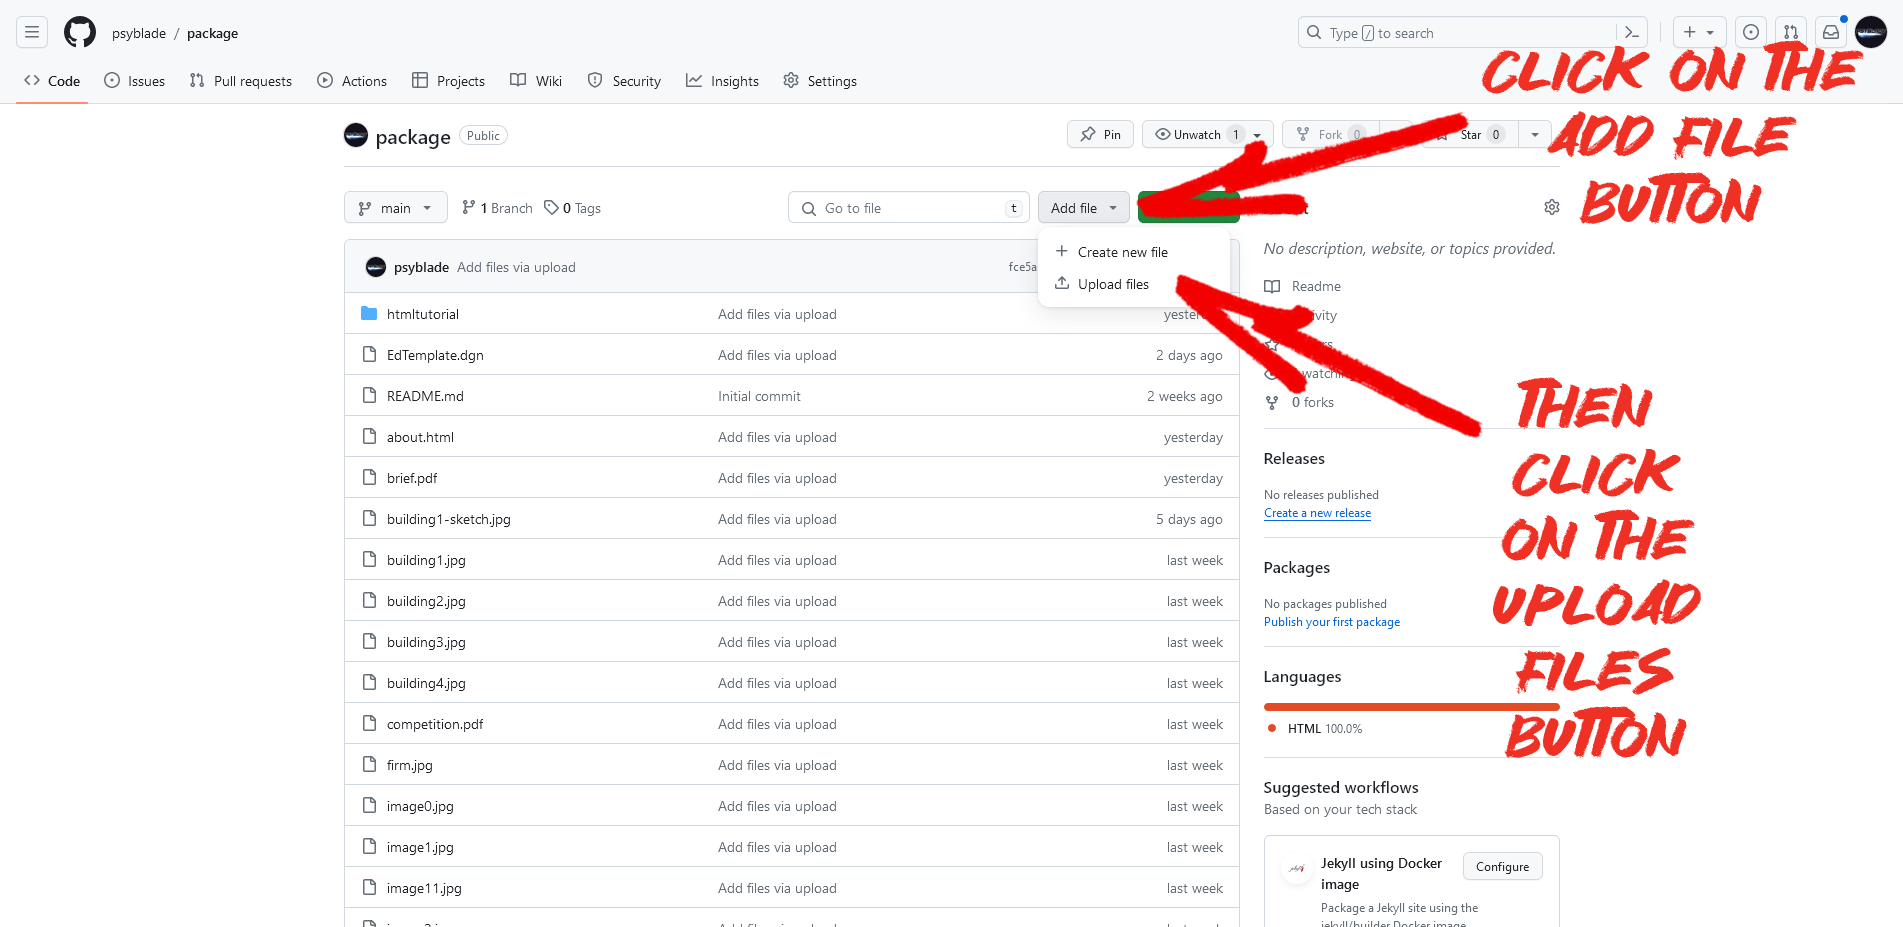 psyblade / package
Type / to search
Code Issues Pull requests Actions Projects Wiki Security Insights Settings
CLICK ON THE
ADD FILE
BUTTON
package Public
Pin Unwatch 1 Fork 0 Star 0
main 1 Branch 0 Tags Go to file t Add file
Create new file
Upload files
psyblade Add files via upload fce5a
htmltutorial Add files via upload
EdTemplate.dgn Add files via upload 2 days ago
README.md Initial commit 2 weeks ago
about.html Add files via upload yesterday
brief.pdf Add files via upload yesterday
building1-sketch.jpg Add files via upload 5 days ago
building1.jpg Add files via upload last week
building2.jpg Add files via upload last week
building3.jpg Add files via upload last week
building4.jpg Add files via upload last week
competition.pdf Add files via upload last week
firm.jpg Add files via upload last week
image0.jpg Add files via upload last week
image1.jpg Add files via upload last week
image11.jpg Add files via upload last week
No description, website, or topics provided.
Readme
0 forks
Releases
No releases published
Create a new release
Packages
No packages published
Publish your first package
Languages
HTML 100.0%
Suggested workflows
Based on your tech stack
Jekyll using Docker
image
Configure
Package a Jekyll site using the
jekyll/builder Docker image
THEN
CLICK
ON THE
UPLOAD
FILES
BUTTON